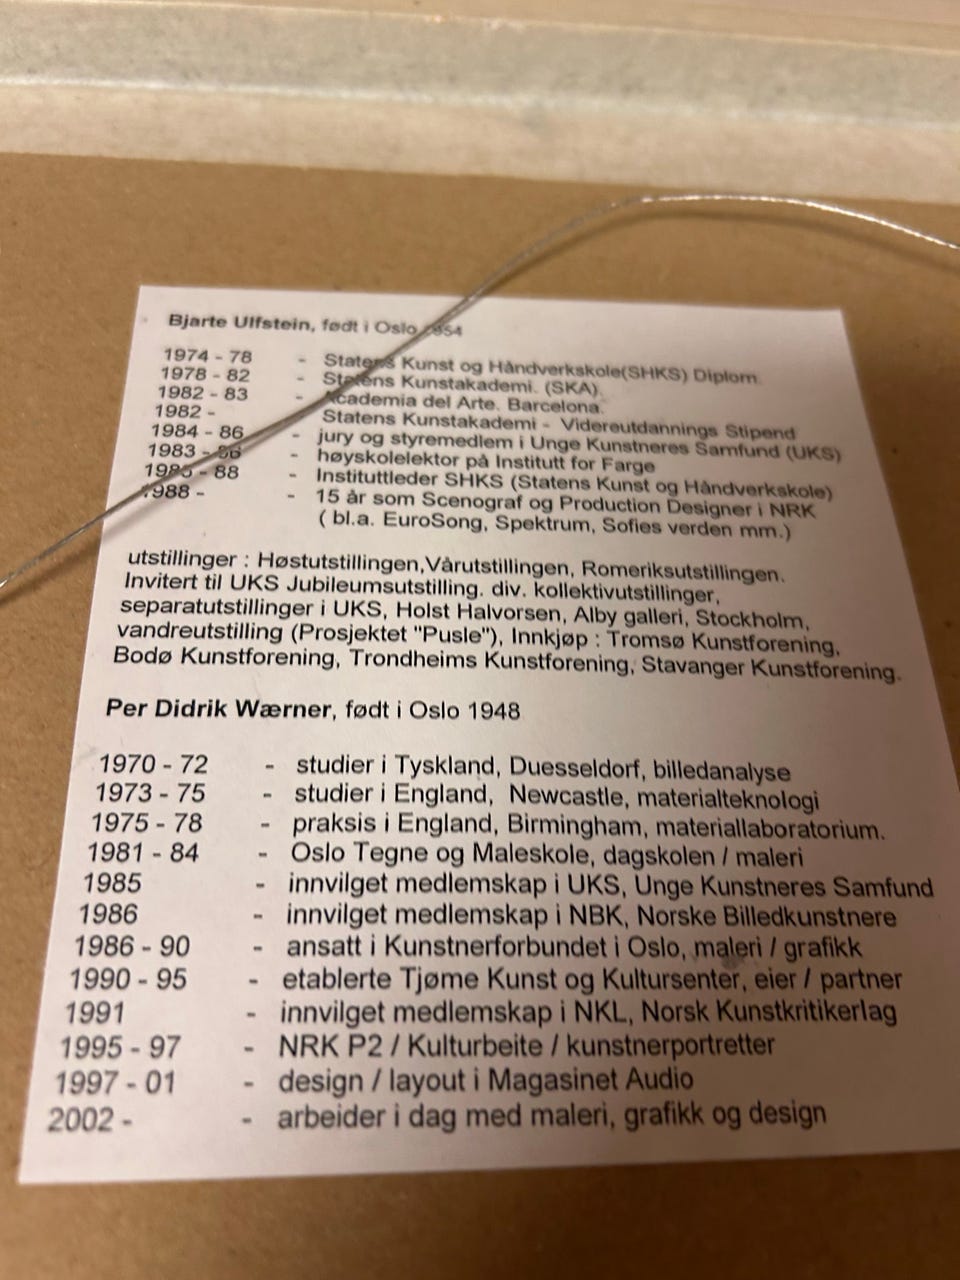 Bjarte Ulfstein, født i Oslo 1954
1974 - 78 - Statens Kunst og Håndverkskole(SHKS) Diplom.
1978 - 82 - Statens Kunstakademi. (SKA).
1982 - 83 - Academia del Arte. Barcelona.
1982 - Statens Kunstakademi - Videreutdannings Stipend
1984 - 86 - jury og styremedlem i Unge Kunstneres Samfund (UKS)
1983 - 86 - høyskolelektor på Institutt for Farge
1985 - 88 - Instituttleder SHKS (Statens Kunst og Håndverkskole)
1988 - - 15 år som Scenograf og Production Designer i NRK
( bl.a. EuroSong, Spektrum, Sofies verden mm.)
utstillinger : Høstutstillingen,Vårutstillingen, Romeriksutstillingen.
Invitert til UKS Jubileumsutstilling. div. kollektivutstillinger,
separatutstillinger i UKS, Holst Halvorsen, Alby galleri, Stockholm,
vandreutstilling (Prosjektet "Pusle"), Innkjøp : Tromsø Kunstforening,
Bodø Kunstforening, Trondheims Kunstforening, Stavanger Kunstforening.
Per Didrik Wærner, født i Oslo 1948
1970 - 72 - studier i Tyskland, Duesseldorf, billedanalyse
1973 - 75 - studier i England, Newcastle, materialteknologi
1975 - 78 - praksis i England, Birmingham, materiallaboratorium.
1981 - 84 - Oslo Tegne og Maleskole, dagskolen / maleri
1985 - innvilget medlemskap i UKS, Unge Kunstneres Samfund
1986 - innvilget medlemskap i NBK, Norske Billedkunstnere
1986 - 90 - ansatt i Kunstnerforbundet i Oslo, maleri / grafikk
1990 - 95 - etablerte Tjøme Kunst og Kultursenter, eier / partner
1991 - innvilget medlemskap i NKL, Norsk Kunstkritikerlag
1995 - 97 - NRK P2 / Kulturbeite / kunstnerportretter
1997 - 01 - design / layout i Magasinet Audio
2002 - - arbeider i dag med maleri, grafikk og design